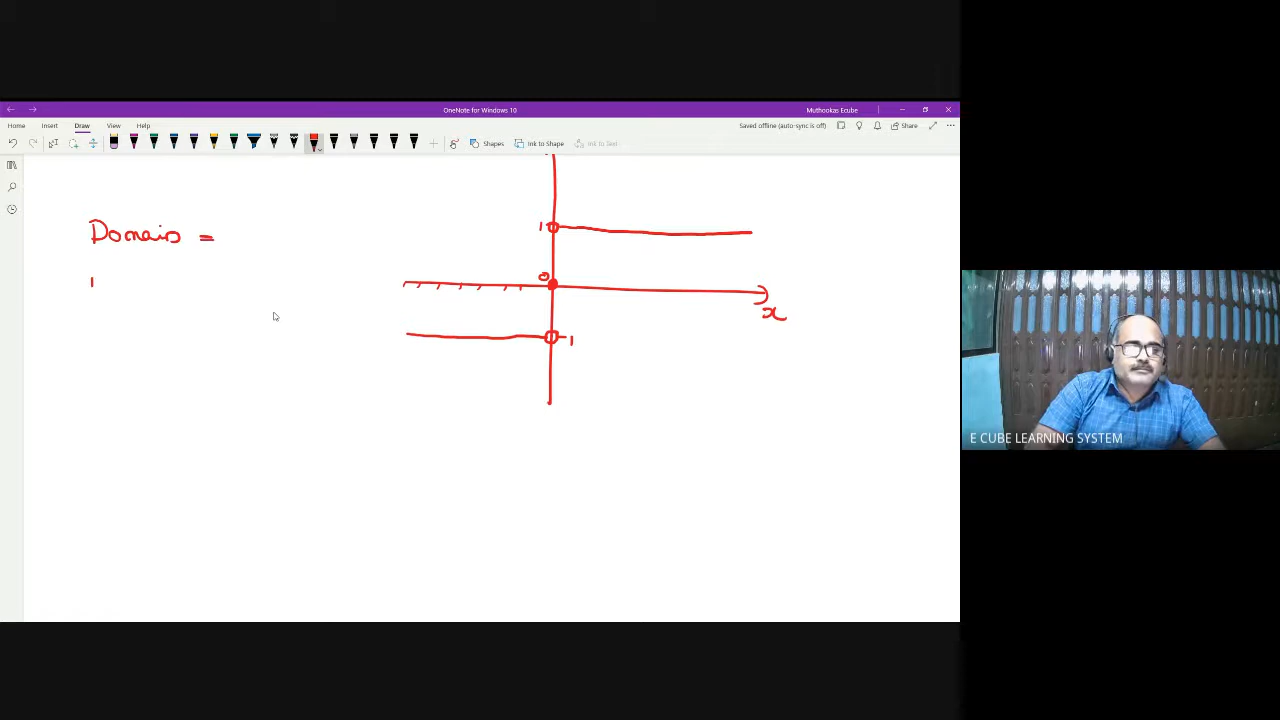 OneNote for Windows 10
Muthookas Ecube
Home Insert Draw View Help
Saved offline (auto-sync is off)
Share
Shapes
Ink to Shape
Ink to Text
Domain =
1
0
x
-1
E CUBE LEARNING SYSTEM